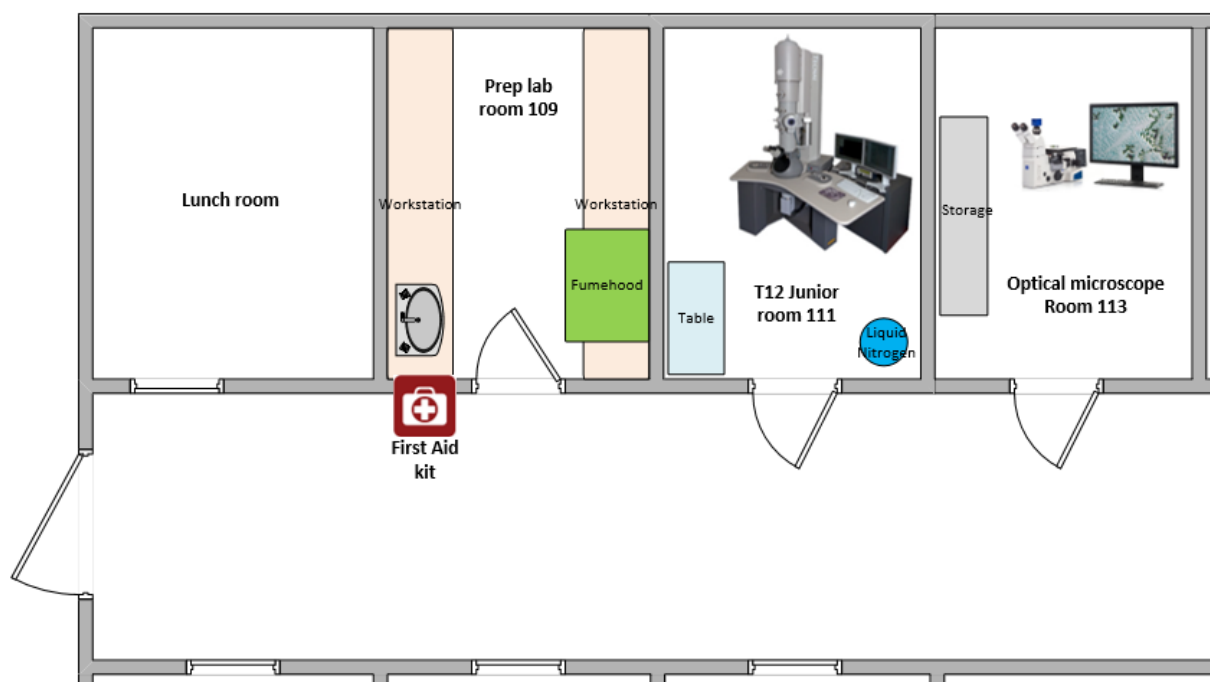 Prep lab
room 109
Lunch room
Workstation
Workstation
Fumehood
Table
T12 Junior
room 111
Liquid
Nitrogen
Storage
Optical microscope
Room 113
First Aid
kit